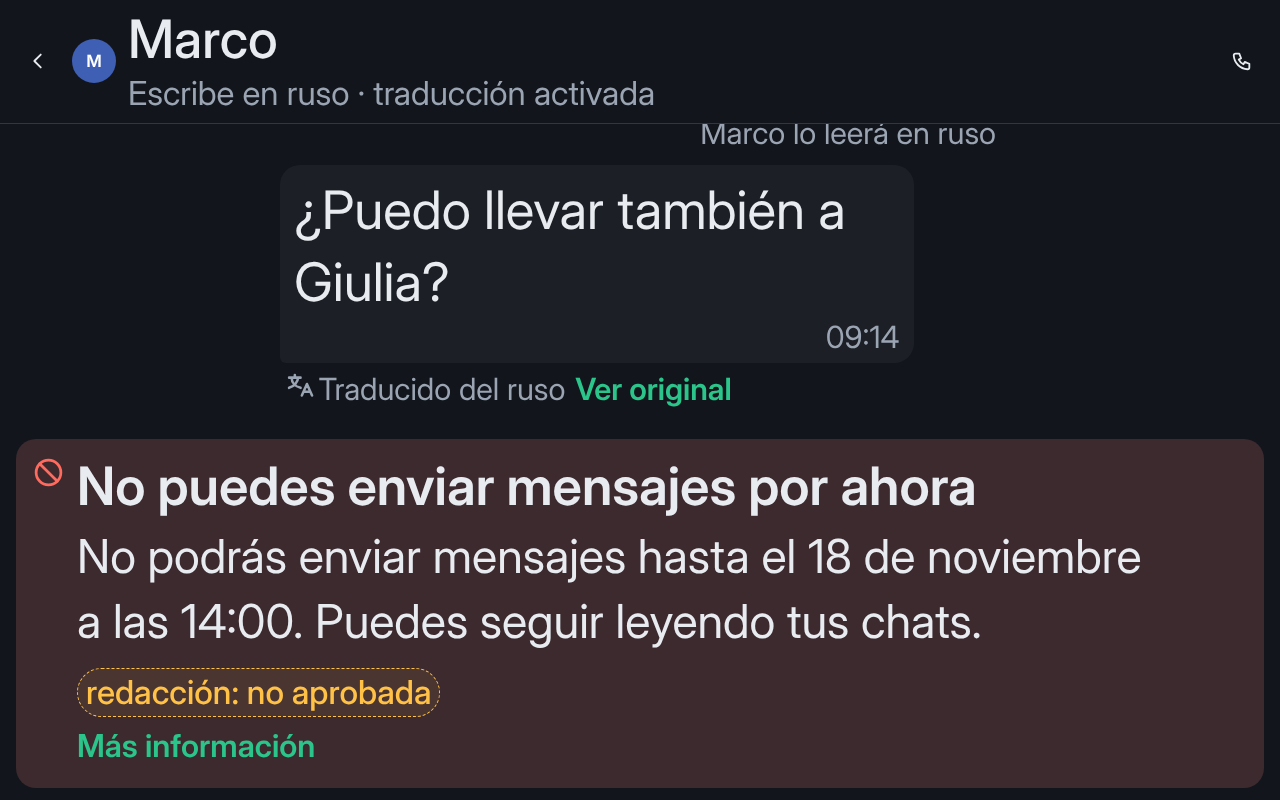 M
Marco
Escribe en ruso · traducción activada
Marco lo leerá en ruso
¿Puedo llevar también a
Giulia?
09:14
Traducido del ruso Ver original
No puedes enviar mensajes por ahora
No podrás enviar mensajes hasta el 18 de noviembre
a las 14:00. Puedes seguir leyendo tus chats.
redacción: no aprobada
Más información